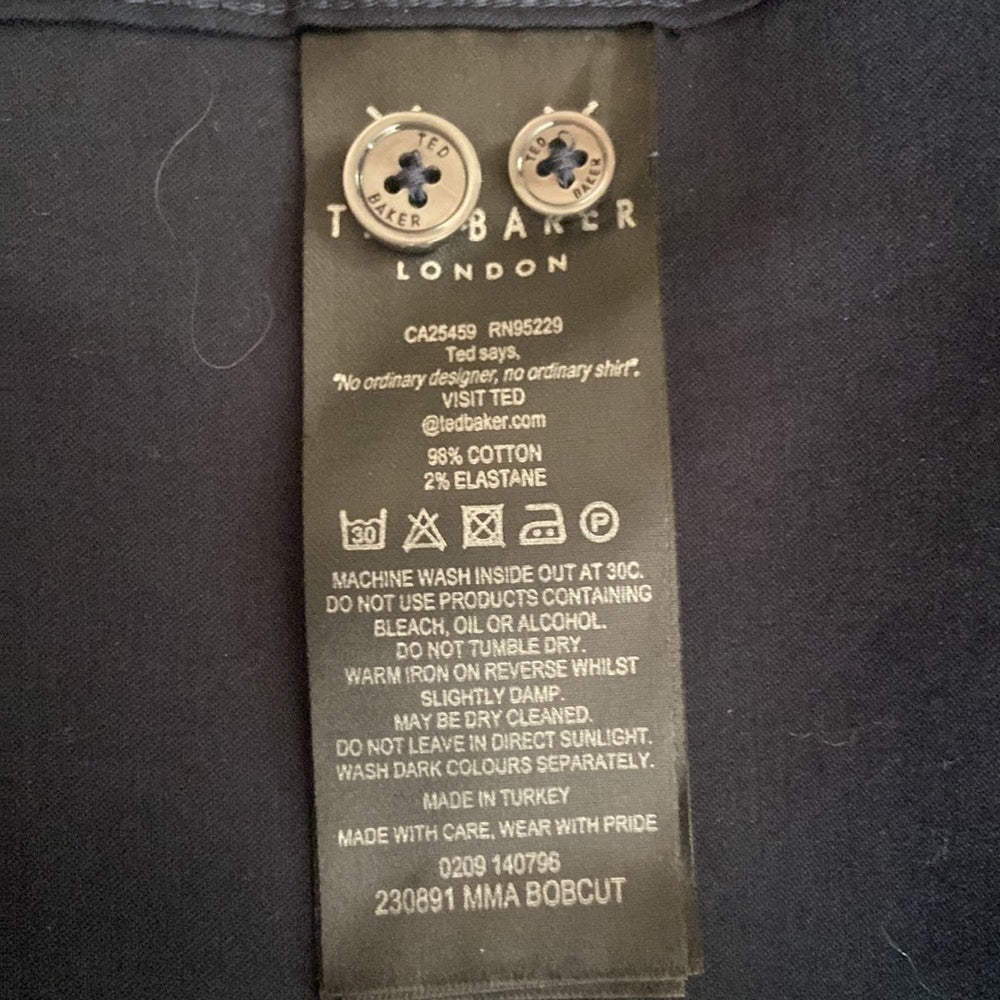 TED
BAKER
TED
BAKER
BAKER
LONDON
CA25459 RN95229
Ted says,
"No ordinary designer, no ordinary shirt".
VISIT TED
@tedbaker.com
98% COTTON
2% ELASTANE
30 P
MACHINE WASH INSIDE OUT AT 30C.
DO NOT USE PRODUCTS CONTAINING
BLEACH, OIL OR ALCOHOL.
DO NOT TUMBLE DRY.
WARM IRON ON REVERSE WHILST
SLIGHTLY DAMP.
MAY BE DRY CLEANED.
DO NOT LEAVE IN DIRECT SUNLIGHT.
WASH DARK COLOURS SEPARATELY.
MADE IN TURKEY
MADE WITH CARE, WEAR WITH PRIDE
0209 140796
230891 MMA BOBCUT